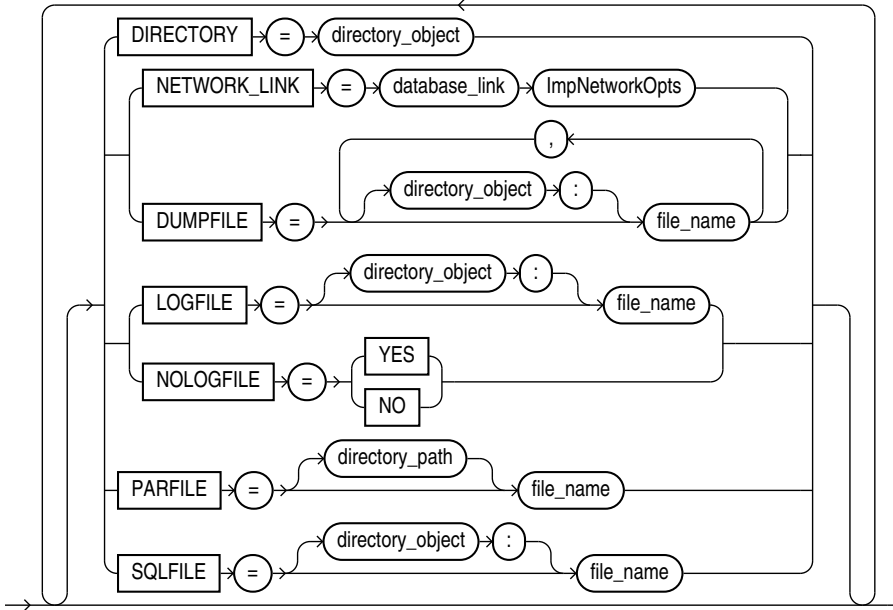 DIRECTORY = directory_object
NETWORK_LINK = database_link ImpNetworkOpts
,
directory_object :
DUMPFILE = file_name
directory_object :
LOGFILE = file_name
YES
NOLOGFILE =
NO
directory_path
PARFILE = file_name
directory_object :
SQLFILE = file_name